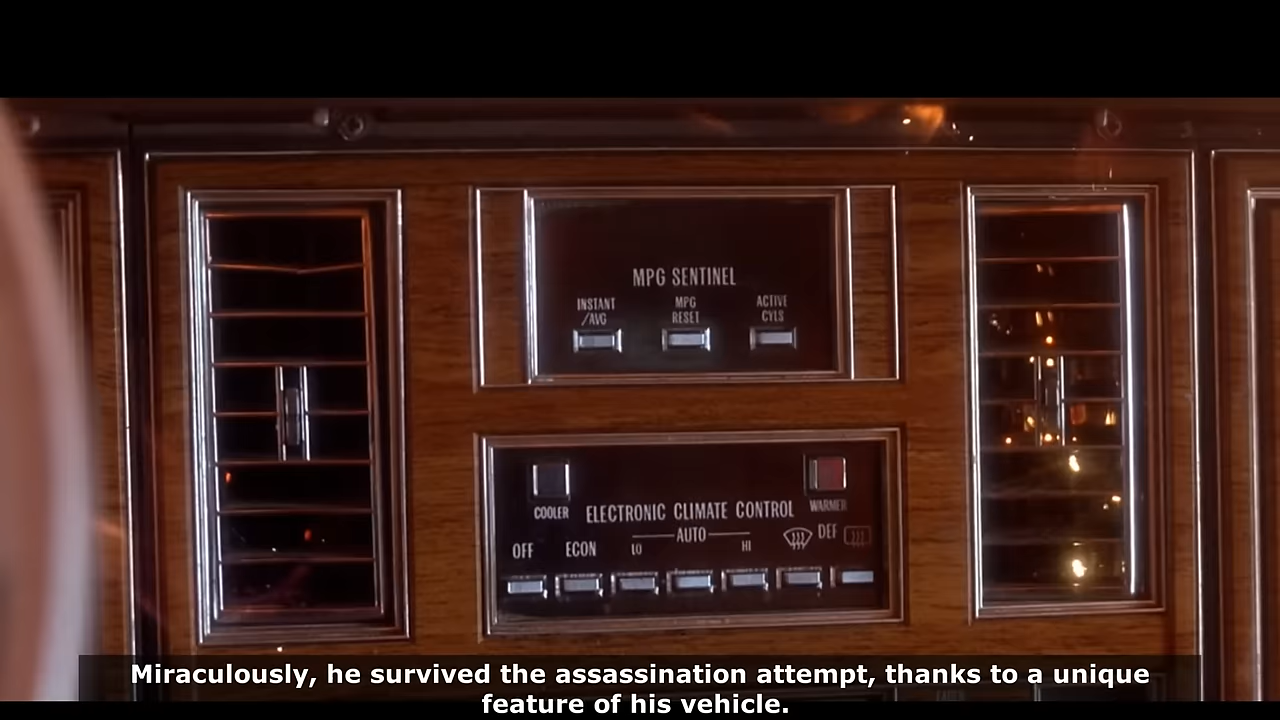 MPG SENTINEL
INSTANT
/AVG
MPG
RESET
ACTIVE
CYLS
COOLER
ELECTRONIC CLIMATE CONTROL
WARMER
OFF
ECON
LO
AUTO
HI
DEF
Miraculously, he survived the assassination attempt, thanks to a unique
feature of his vehicle.